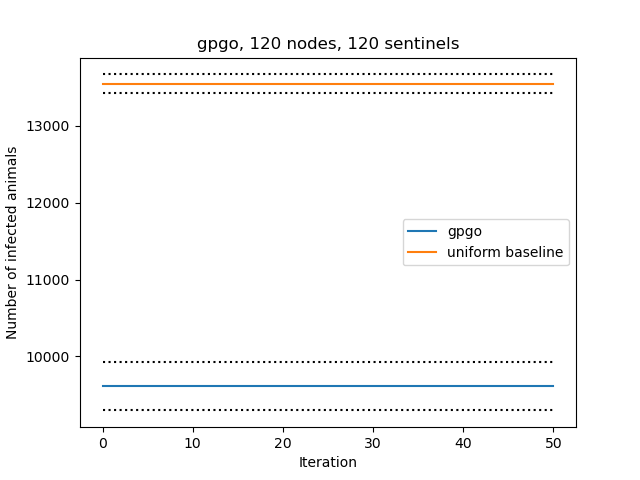 gpgo, 120 nodes, 120 sentinels
Number of infected animals
13000
12000
11000
10000
gpgo
uniform baseline
0
10
20
30
40
50
Iteration